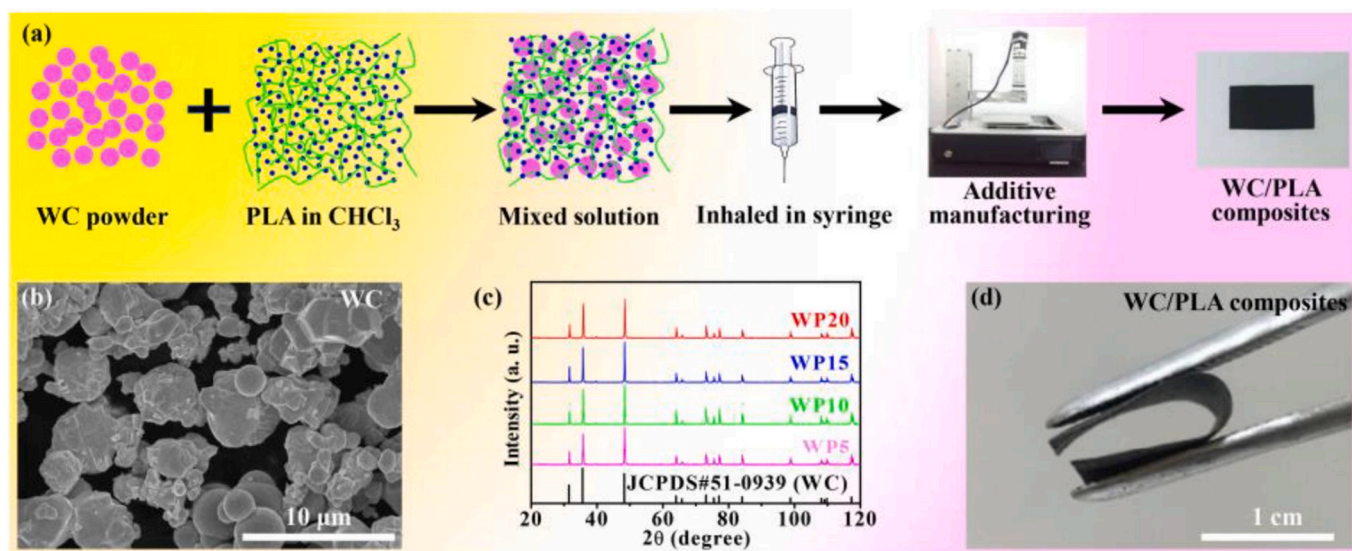 (a)
WC powder
PLA in CHCl₃
Mixed solution
Inhaled in syringe
Additive
manufacturing
WC/PLA
composites
(b)
WC
10 μm
(c)
Intensity (a. u.)
WP20
WP15
WP10
WP5
JCPDS#51-0939 (WC)
20 40 60 80 100 120
2θ (degree)
(d)
WC/PLA composites
1 cm